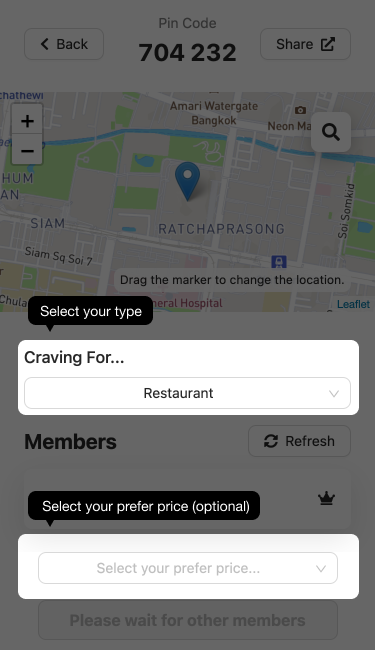 Pin Code
Back
704 232
Share
chathewi
Amari Watergate
Bangkok
Neon Ma
+
−
HUM
AN
SIAM
RATCHAPRASONG
Soi Somkid
Siam Sq Soi 7
Drag the marker to change the location.
Chula
neral Hospital
Leaflet
Select your type
Craving For...
Restaurant
Members
Refresh
Select your prefer price (optional)
Select your prefer price...
Please wait for other members